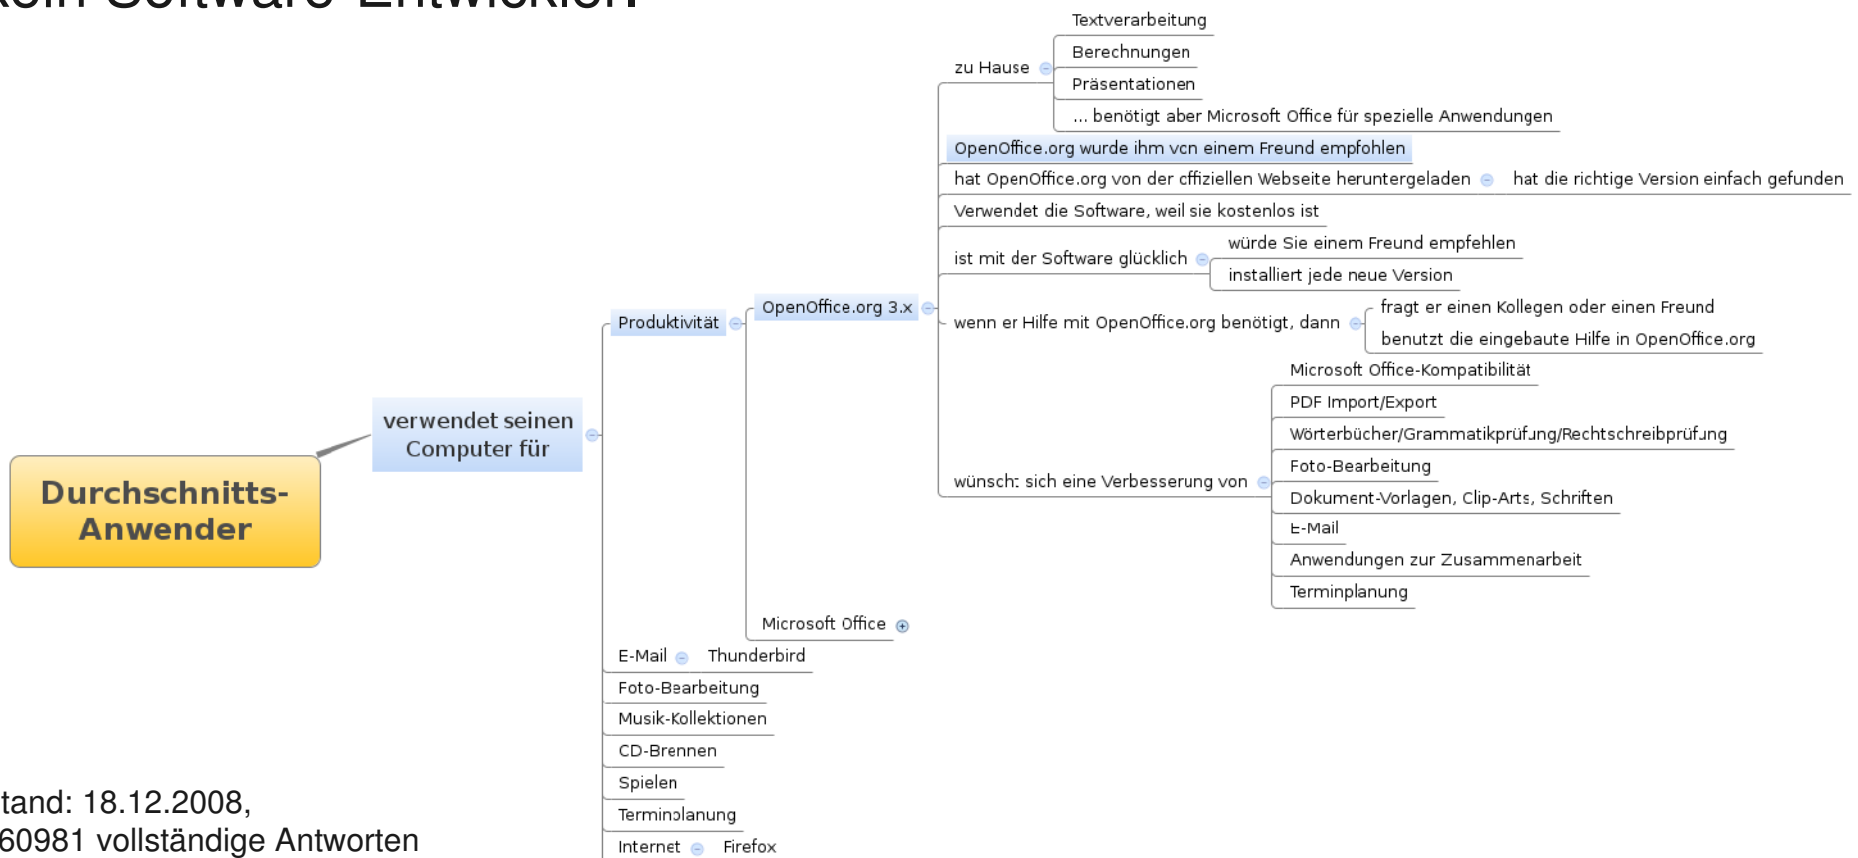 kein Software-Entwickler.
Textverarbeitung
Berechnungen
zu Hause
Präsentationen
... benötigt aber Microsoft Office für spezielle Anwendungen
OpenOffice.org wurde ihm von einem Freund empfohlen
hat OpenOffice.org von der offiziellen Webseite heruntergeladen
hat die richtige Version einfach gefunden
Verwendet die Software, weil sie kostenlos ist
ist mit der Software glücklich
würde Sie einem Freund empfehlen
installiert jede neue Version
OpenOffice.org 3.x
Produktivität
wenn er Hilfe mit OpenOffice.org benötigt, dann
fragt er einen Kollegen oder einen Freund
benutzt die eingebaute Hilfe in OpenOffice.org
verwendet seinen
Computer für
Durchschnitts-
Anwender
wünscht sich eine Verbesserung von
Microsoft Office-Kompatibilität
PDF Import/Export
Wörterbücher/Grammatikprüfung/Rechtschreibprüfung
Foto-Bearbeitung
Dokument-Vorlagen, Clip-Arts, Schriften
E-Mail
Anwendungen zur Zusammenarbeit
Terminplanung
Microsoft Office
E-Mail
Thunderbird
Foto-Bearbeitung
Musik-Kollektionen
CD-Brennen
Spielen
Terminplanung
Internet
Firefox
tand: 18.12.2008,
60981 vollständige Antworten